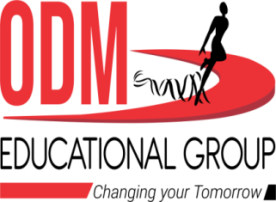 ODM
EDUCATIONAL GROUP
Changing your Tomorrow